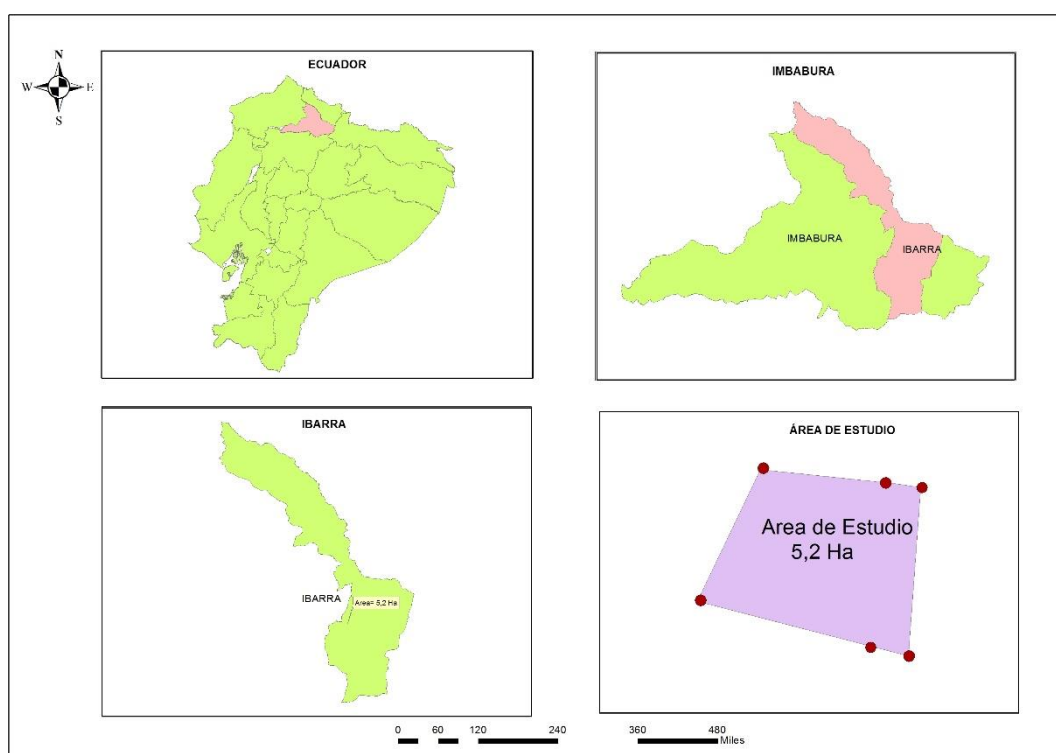 N
W E
S
ECUADOR
IMBABURA
IMBABURA
IBARRA
IBARRA
IBARRA
Area= 5,2 Ha
ÁREA DE ESTUDIO
Area de Estudio
5,2 Ha
0 60 120 240 360 480
Miles